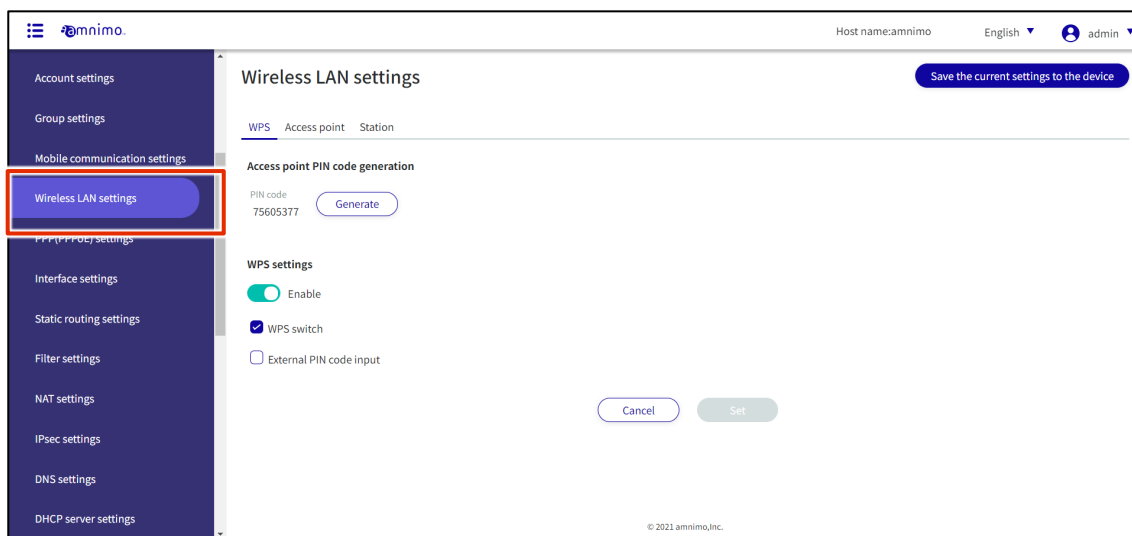 amnimo
Host name:amnimo
English
admin
Account settings
Group settings
Mobile communication settings
Wireless LAN settings
PPP(PPPoE) settings
Interface settings
Static routing settings
Filter settings
NAT settings
IPsec settings
DNS settings
DHCP server settings
Wireless LAN settings
Save the current settings to the device
WPS Access point Station
Access point PIN code generation
PIN code
75605377
Generate
WPS settings
Enable
WPS switch
External PIN code input
Cancel
Set
© 2021 amnimo,Inc.